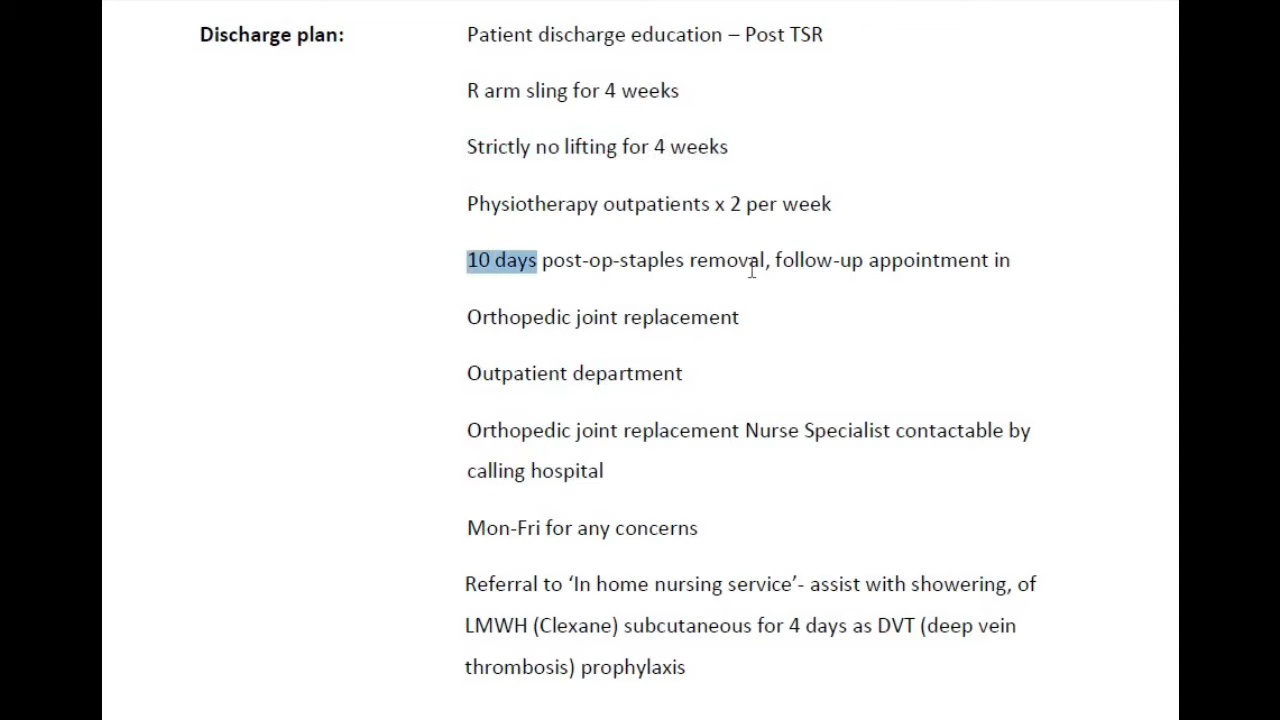 Discharge plan: Patient discharge education – Post TSR
R arm sling for 4 weeks
Strictly no lifting for 4 weeks
Physiotherapy outpatients x 2 per week
10 days post-op-staples removal, follow-up appointment in
Orthopedic joint replacement
Outpatient department
Orthopedic joint replacement Nurse Specialist contactable by
calling hospital
Mon-Fri for any concerns
Referral to ‘In home nursing service’- assist with showering, of
LMWH (Clexane) subcutaneous for 4 days as DVT (deep vein
thrombosis) prophylaxis